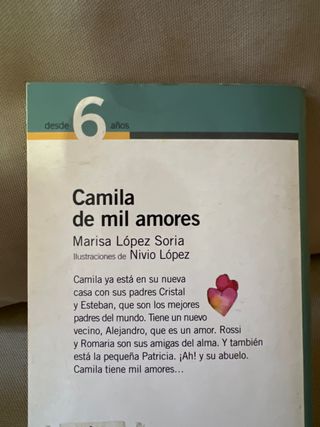 desde 6 años
Camila
de mil amores
Marisa López Soria
Ilustraciones de Nivio López
Camila ya está en su nueva
casa con sus padres Cristal
y Esteban, que son los mejores
padres del mundo. Tiene un nuevo
vecino, Alejandro, que es un amor. Rossi
y Romaria son sus amigas del alma. Y también
está la pequeña Patricia. ¡Ah! y su abuelo.
Camila tiene mil amores...